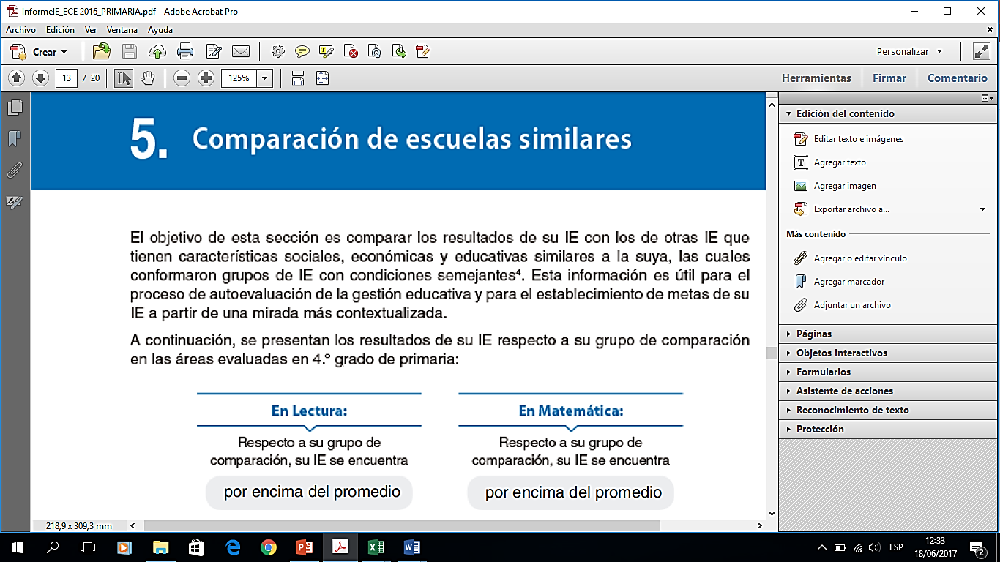 InformeIE_ECE 2016_PRIMARIA.pdf - Adobe Acrobat Pro
Archivo Edición Ver Ventana Ayuda
Crear Personalizar
13 / 20 125% Herramientas Firmar Comentario
5. Comparación de escuelas similares
El objetivo de esta sección es comparar los resultados de su IE con los de otras IE que
tienen características sociales, económicas y educativas similares a la suya, las cuales
conformaron grupos de IE con condiciones semejantes⁴. Esta información es útil para el
proceso de autoevaluación de la gestión educativa y para el establecimiento de metas de su
IE a partir de una mirada más contextualizada.
A continuación, se presentan los resultados de su IE respecto a su grupo de comparación
en las áreas evaluadas en 4.º grado de primaria:
En Lectura:
Respecto a su grupo de
comparación, su IE se encuentra
por encima del promedio
En Matemática:
Respecto a su grupo de
comparación, su IE se encuentra
por encima del promedio
218,9 x 309,3 mm
Edición del contenido
Editar texto e imágenes
Agregar texto
Agregar imagen
Exportar archivo a...
Más contenido
Agregar o editar vínculo
Agregar marcador
Adjuntar un archivo
Páginas
Objetos interactivos
Formularios
Asistente de acciones
Reconocimiento de texto
Protección
ESP
12:33
18/06/2017
2